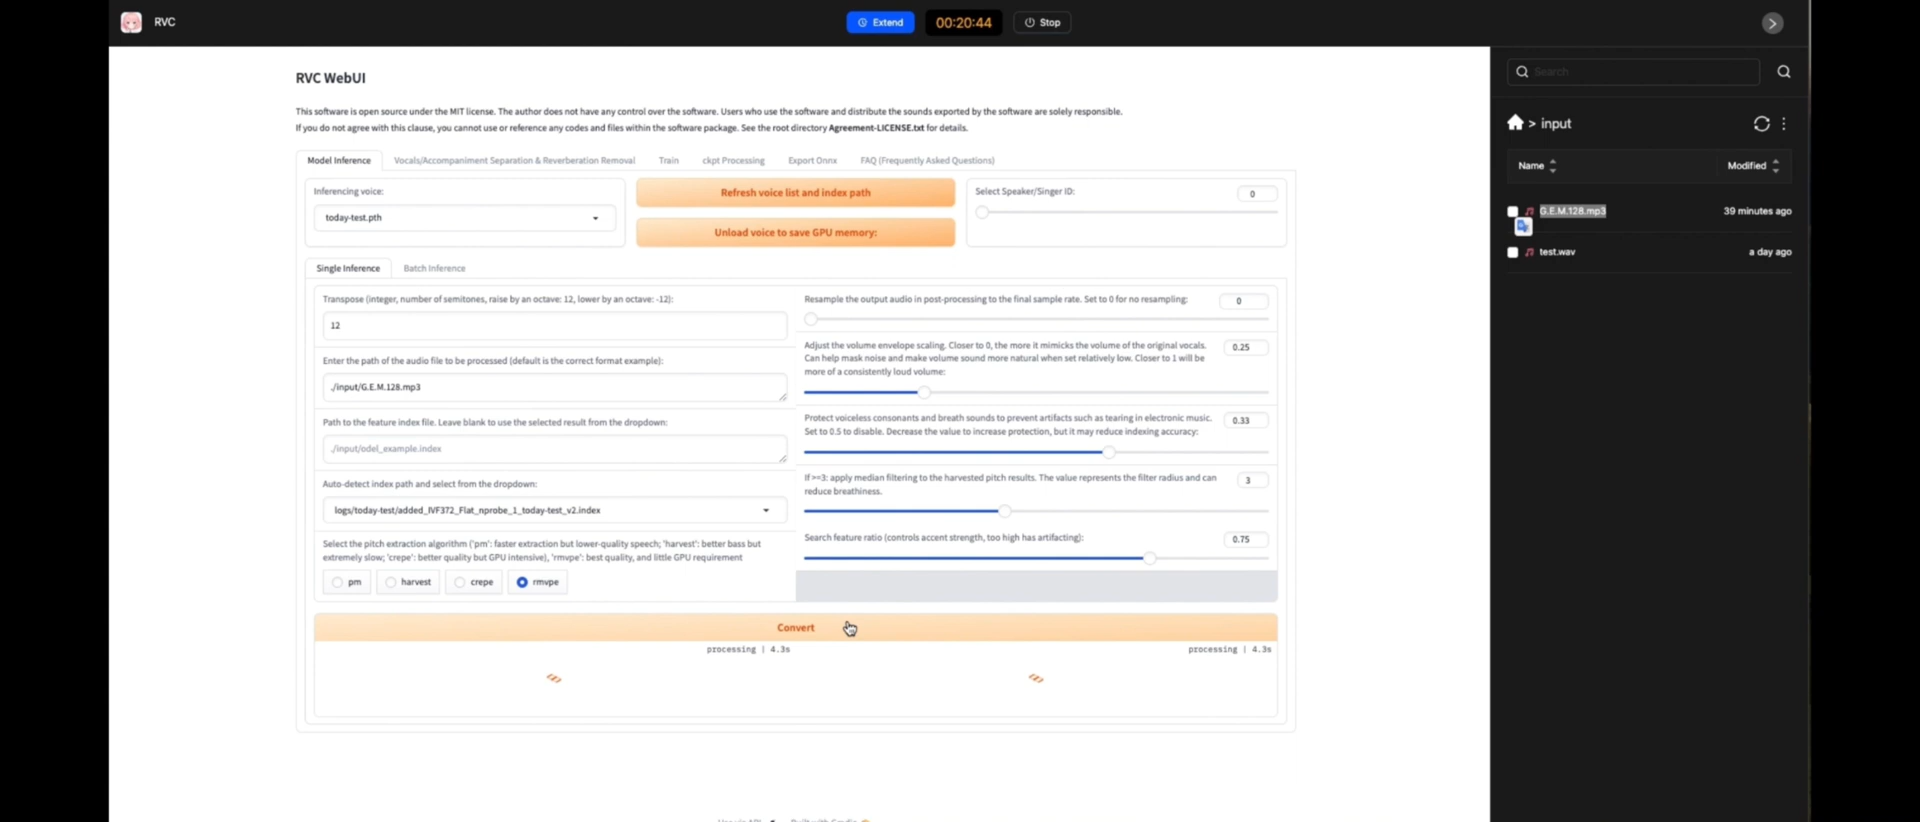 RVC
Extend
00:20:44
Stop
RVC WebUI
This software is open source under the MIT license. The author does not have any control over the software. Users who use the software and distribute the sounds exported by the software are solely responsible.
If you do not agree with this clause, you cannot use or reference any codes and files within the software package. See the root directory Agreement-LICENSE.txt for details.
Model Inference
Vocals/Accompaniment Separation & Reverberation Removal
Train
ckpt Processing
Export Onnx
FAQ (Frequently Asked Questions)
Inferencing voice:
today-test.pth
Refresh voice list and index path
Unload voice to save GPU memory:
Select Speaker/Singer ID:
0
Single Inference
Batch Inference
Transpose (integer, number of semitones, raise by an octave: 12, lower by an octave: -12):
12
Enter the path of the audio file to be processed (default is the correct format example):
./input/G.E.M.128.mp3
Path to the feature index file. Leave blank to use the selected result from the dropdown:
./input/odel_example.index
Auto-detect index path and select from the dropdown:
logs/today-test/added_IVF372_Flat_nprobe_1_today-test_v2.index
Select the pitch extraction algorithm ('pm': faster extraction but lower-quality speech; 'harvest': better bass but
extremely slow; 'crepe': better quality but GPU intensive), 'rmvpe': best quality, and little GPU requirement
pm
harvest
crepe
rmvpe
Resample the output audio in post-processing to the final sample rate. Set to 0 for no resampling:
0
Adjust the volume envelope scaling. Closer to 0, the more it mimicks the volume of the original vocals.
Can help mask noise and make volume sound more natural when set relatively low. Closer to 1 will be
more of a consistently loud volume:
0.25
Protect voiceless consonants and breath sounds to prevent artifacts such as tearing in electronic music.
Set to 0.5 to disable. Decrease the value to increase protection, but it may reduce indexing accuracy:
0.33
If >=3: apply median filtering to the harvested pitch results. The value represents the filter radius and can
reduce breathiness.
3
Search feature ratio (controls accent strength, too high has artifacting):
0.75
Convert
processing | 4.3s
processing | 4.3s
Search
> input
Name
Modified
G.E.M.128.mp3
39 minutes ago
test.wav
a day ago